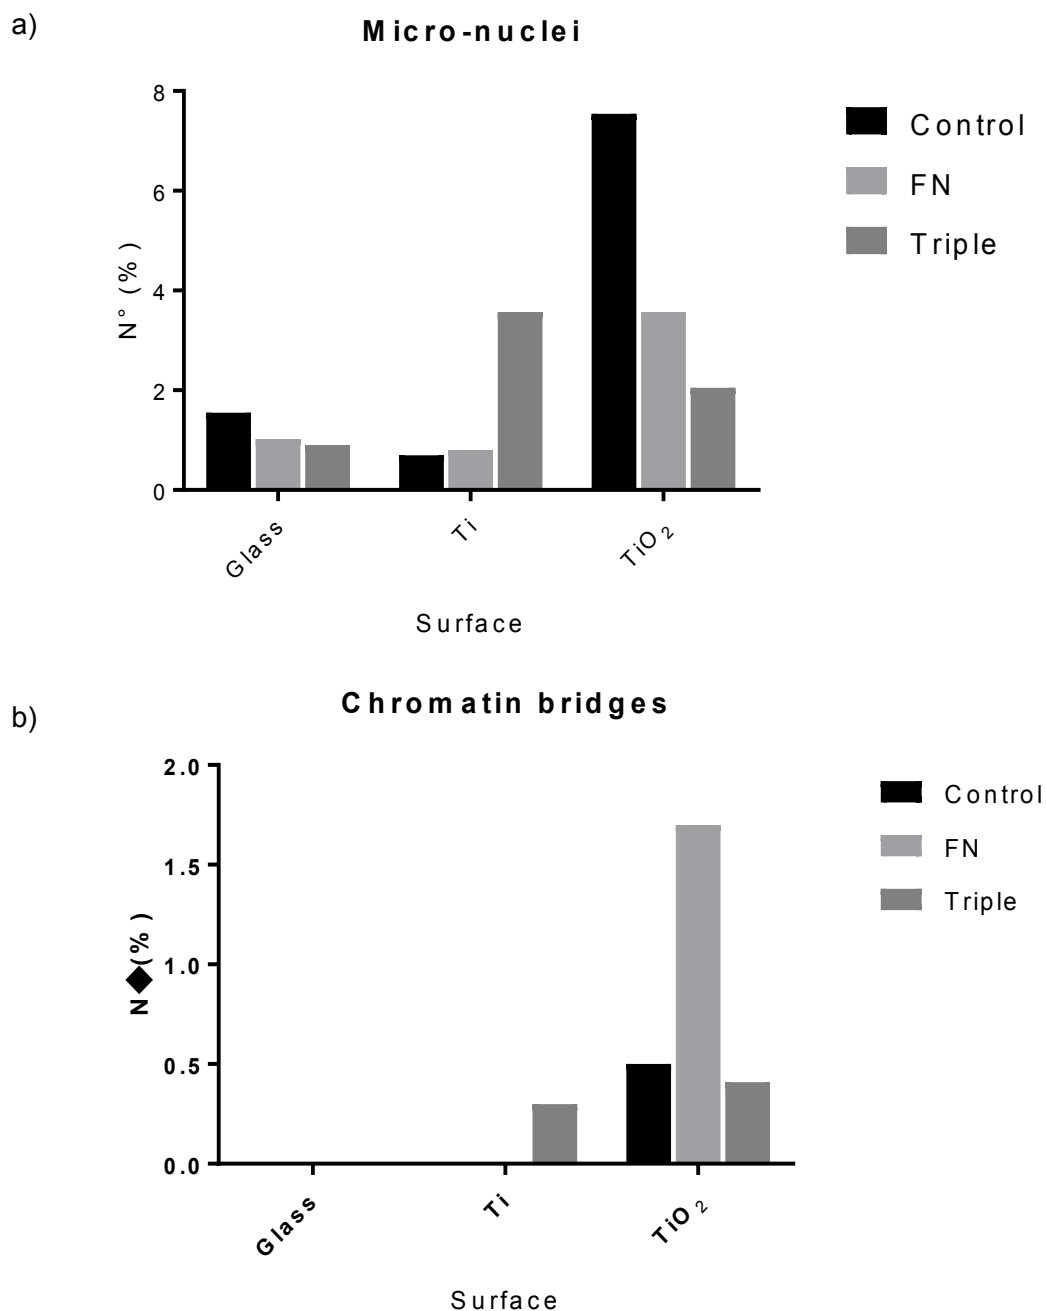 a)
Micro-nuclei
8
6
4
2
0
N° (%)
Glass
Ti
TiO2
Surface
Control
FN
Triple
b)
Chromatin bridges
2.0
1.5
1.0
0.5
0.0
N◆(%)
Glass
Ti
TiO2
Surface
Control
FN
Triple